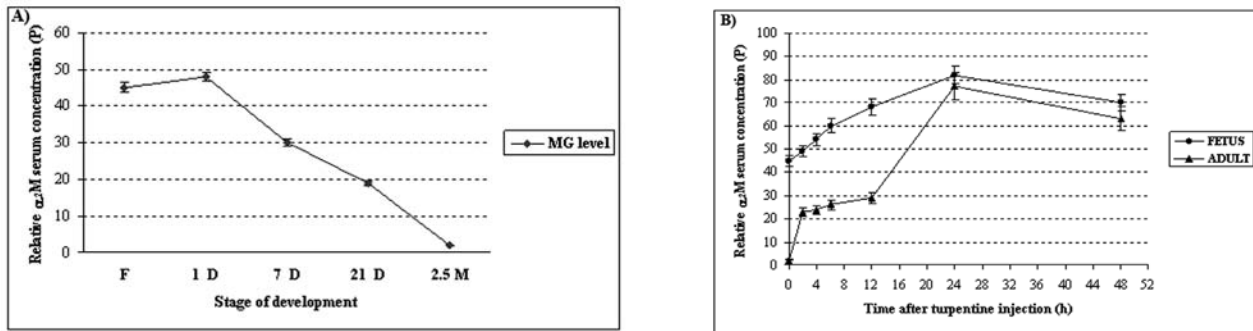 A)
Relative α2M serum concentration (P)
60
50
40
30
20
10
0
F 1 D 7 D 21 D 2.5 M
Stage of development
MG level
B)
Relative α2M serum concentration (P)
100
90
80
70
60
50
40
30
20
10
0
0 4 8 12 16 20 24 28 32 36 40 44 48 52
Time after turpentine injection (h)
FETUS
ADULT